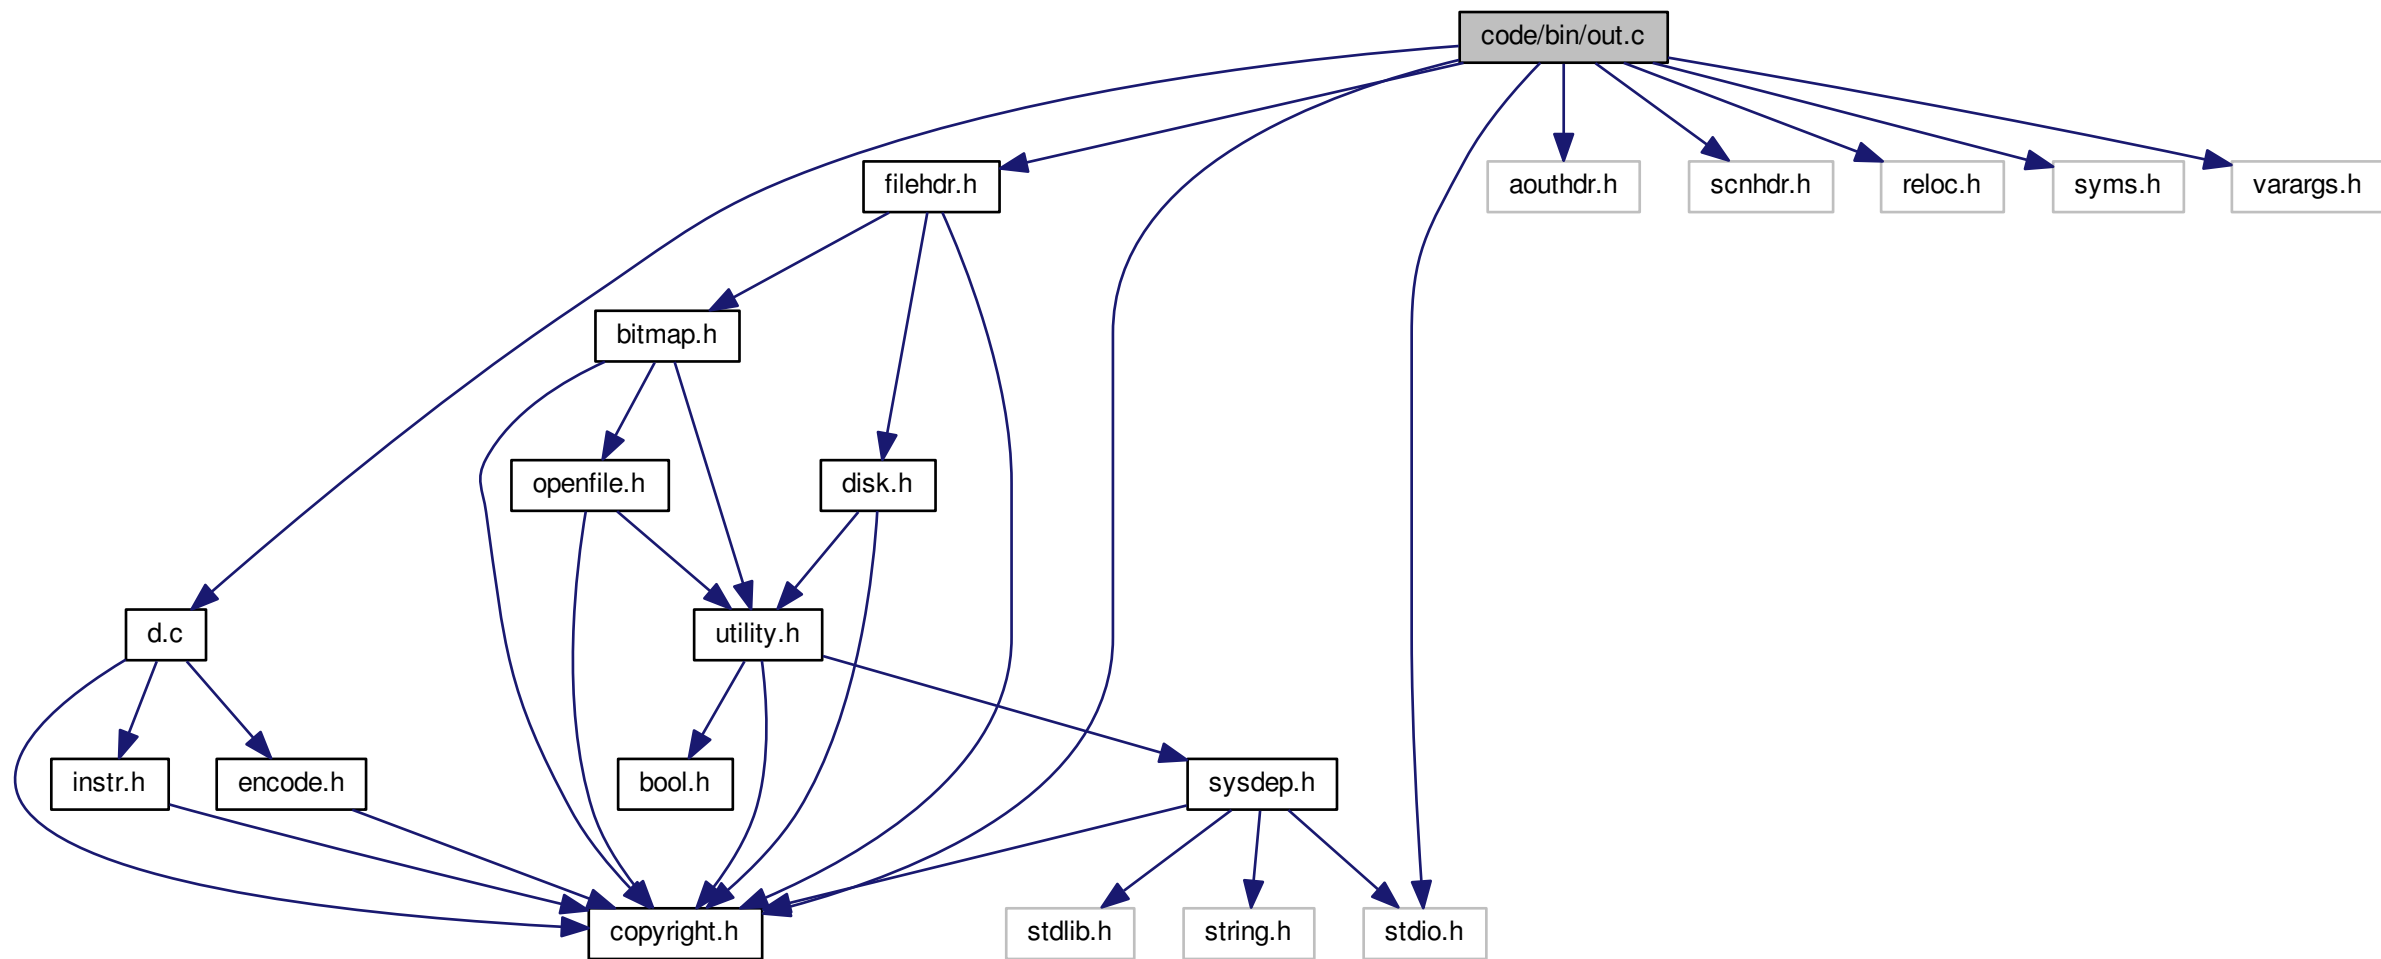 code/bin/out.c
filehdr.h
aouthdr.h
scnhdr.h
reloc.h
syms.h
varargs.h
bitmap.h
openfile.h
disk.h
d.c
utility.h
instr.h
encode.h
bool.h
sysdep.h
copyright.h
stdlib.h
string.h
stdio.h